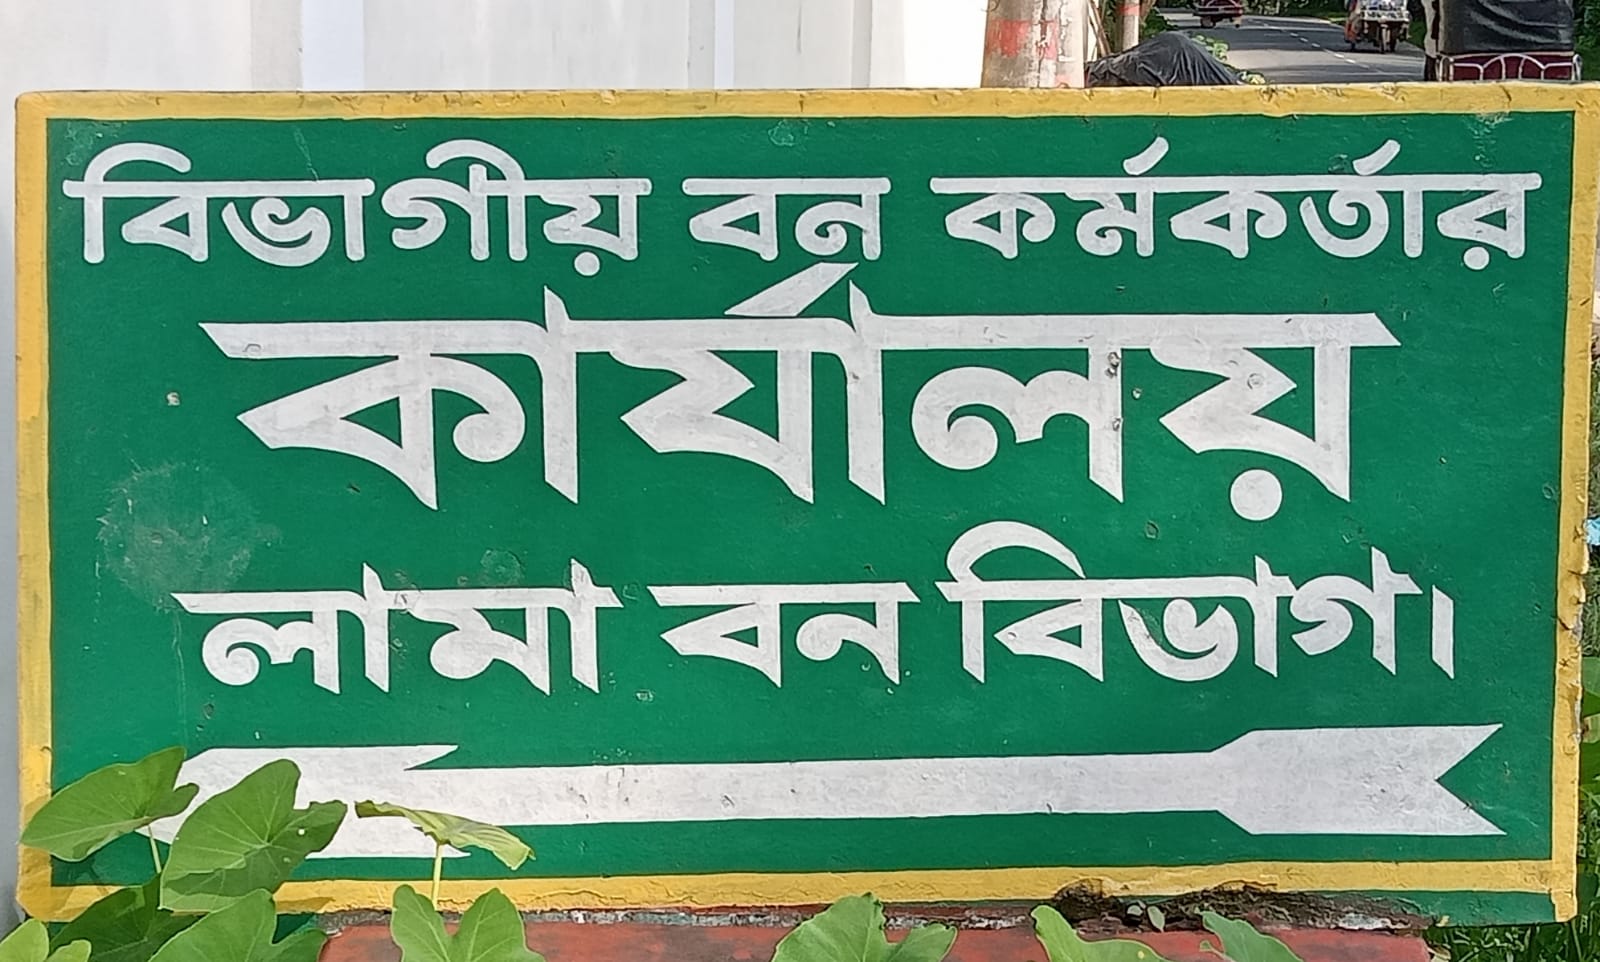 বিভাগীয় বন কর্মকর্তার
কার্যালয়
লামা বন বিভাগ।